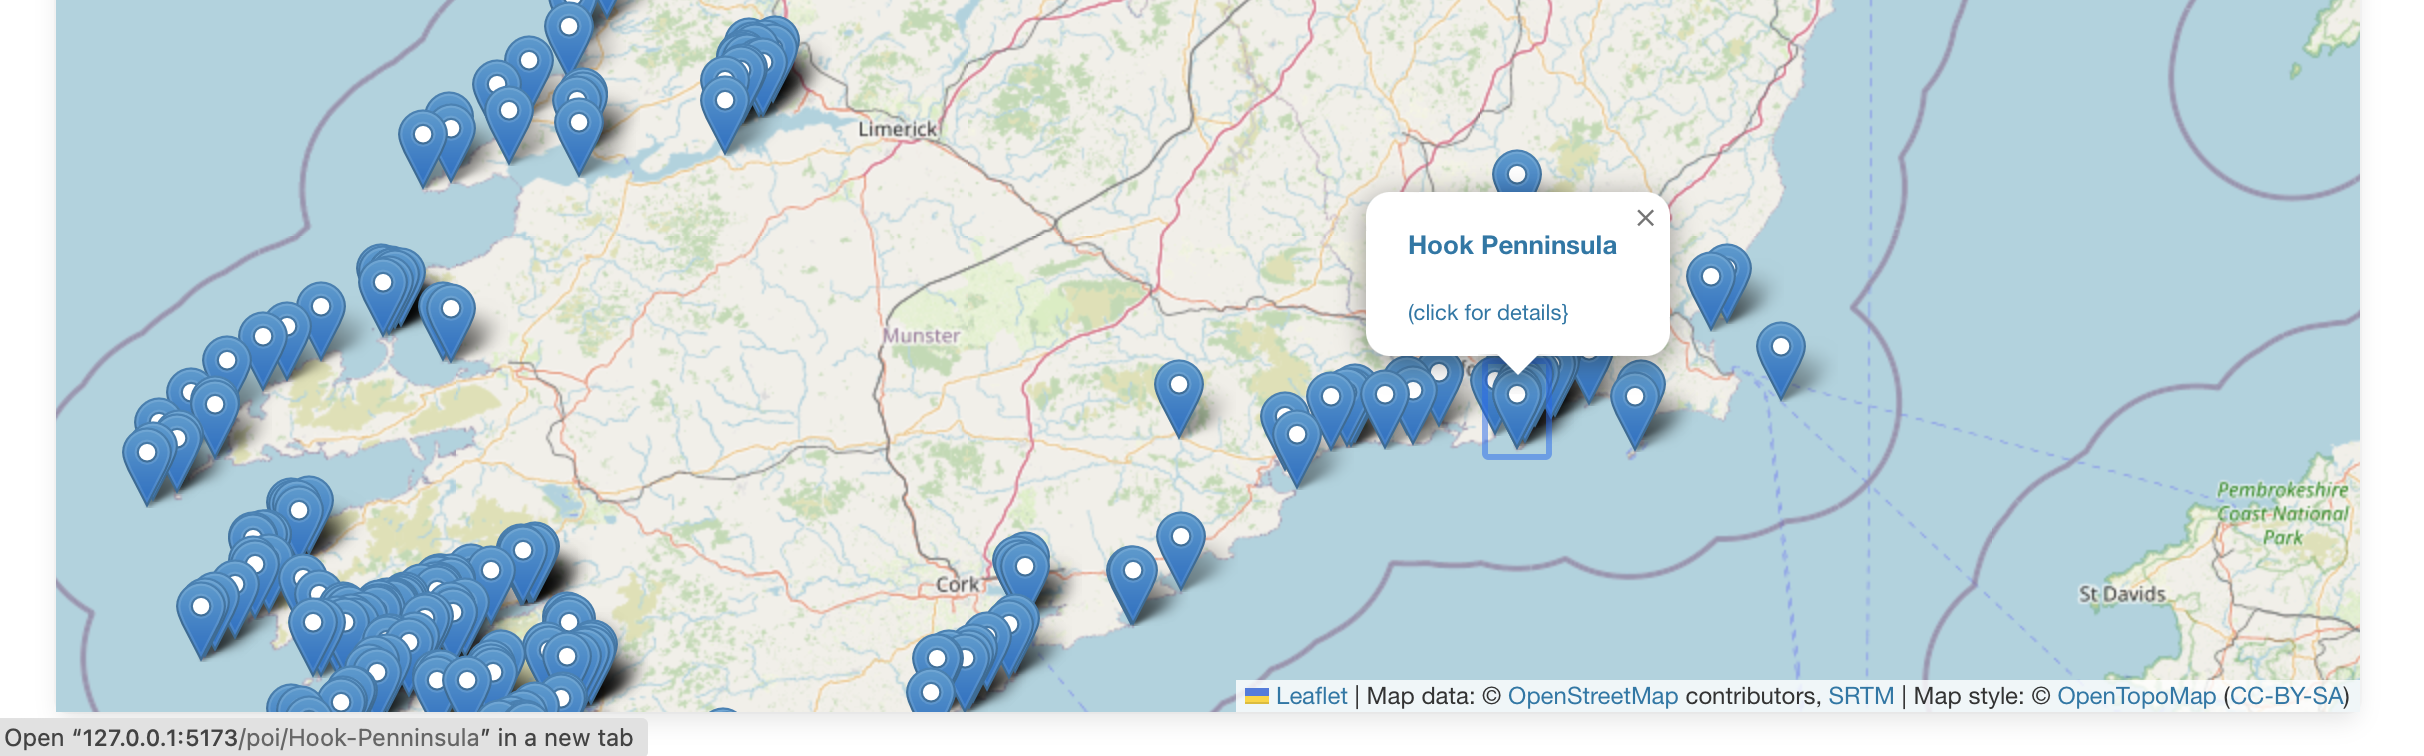 Limerick
Hook Penninsula
(click for details}
Munster
Pembrokeshire
Coast National
Park
Cork
St Davids
Leaflet | Map data: © OpenStreetMap contributors, SRTM | Map style: © OpenTopoMap (CC-BY-SA)
Open “127.0.0.1:5173/poi/Hook-Penninsula” in a new tab